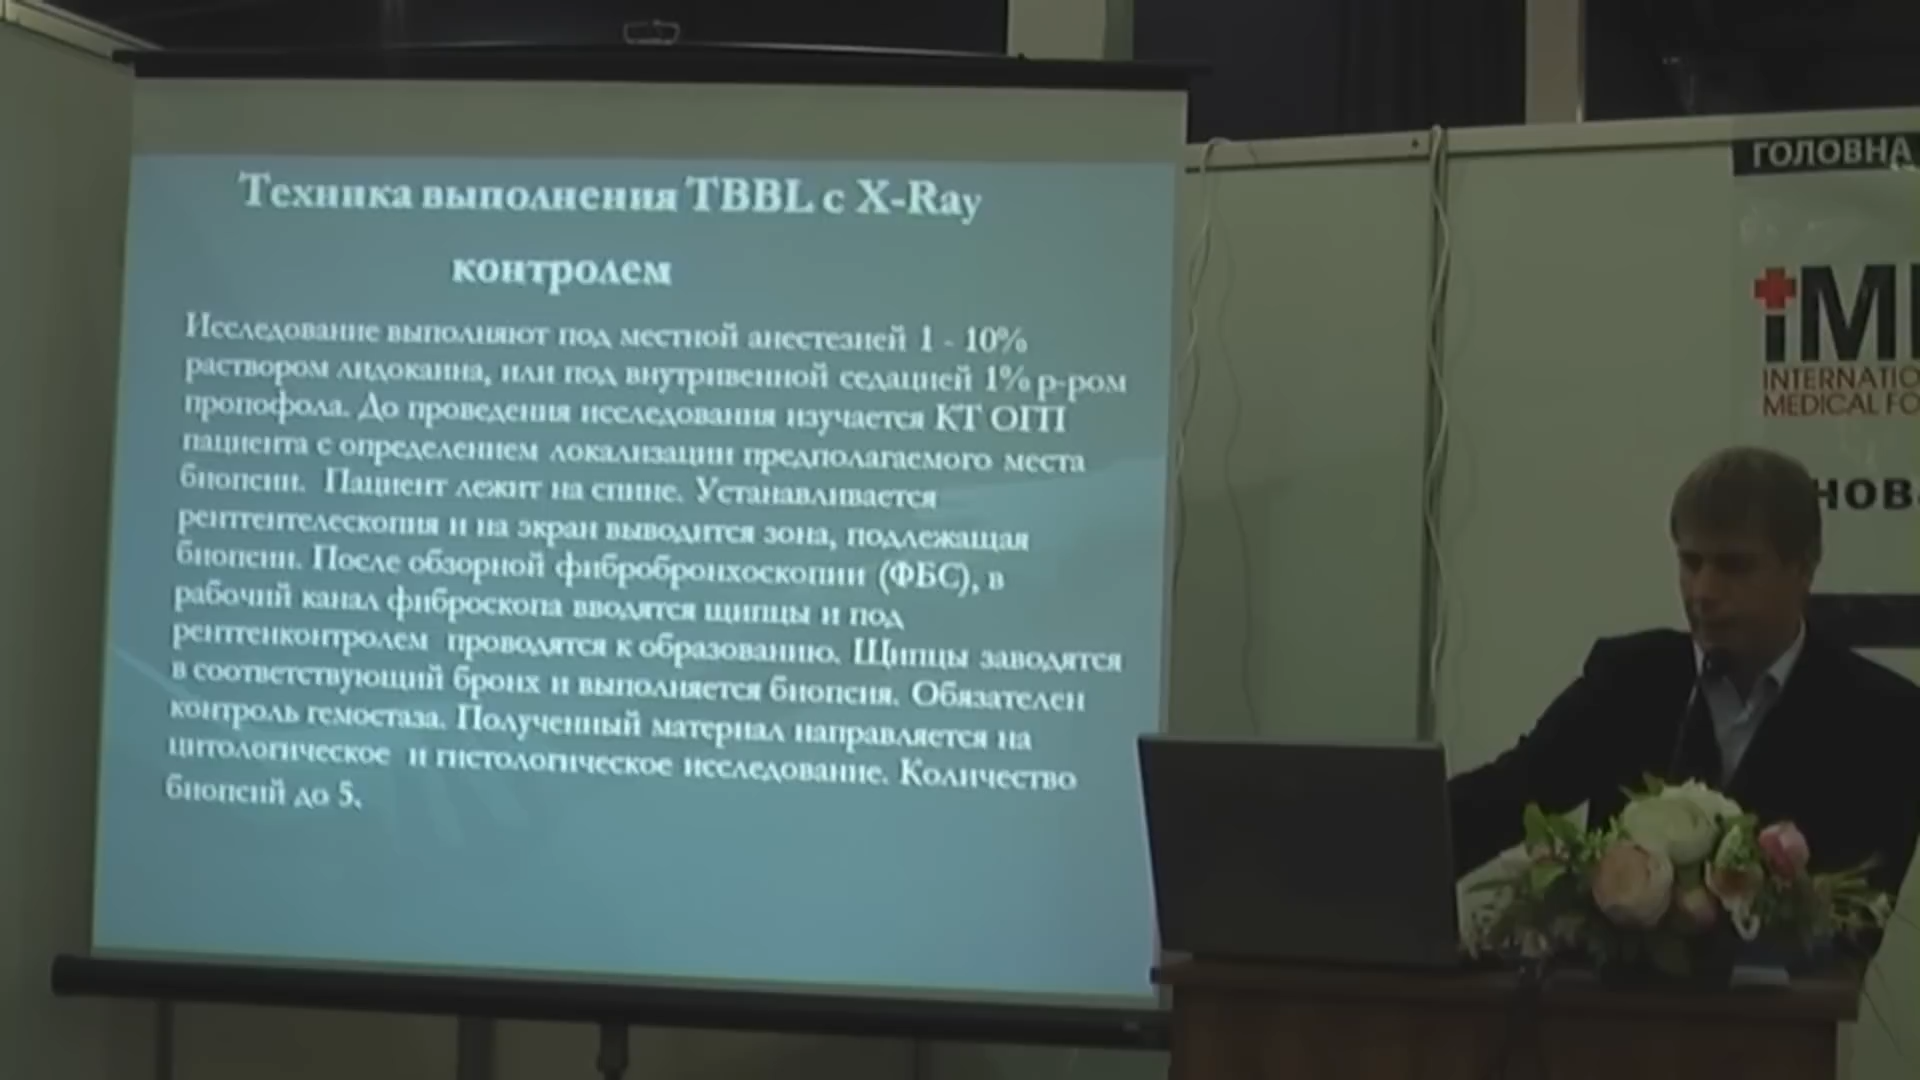 Техника выполнения TBBL с X-Ray
контролем
Исследование выполняют под местной анестезией 1 - 10%
раствором лидокаина, или под внутривенной седацией 1% р-ром
пропофола. До проведения исследования изучается КТ ОГП
пациента с определением локализации предполагаемого места
биопсии. Пациент лежит на спине. Устанавливается
рентгентелескопия и на экран выводится зона, подлежащая
биопсии. После обзорной фибробронхоскопии (ФБС), в
рабочий канал фиброскопа вводятся щипцы и под
рентгенконтролем проводятся к образованию. Щипцы заводятся
в соответствующий бронх и выполняется биопсия. Обязателен
контроль гемостаза. Полученный материал направляется на
цитологическое и гистологическое исследование. Количество
биопсий до 5.
ГОЛОВНА
iM
INTERNATIO
MEDICAL FO
нов